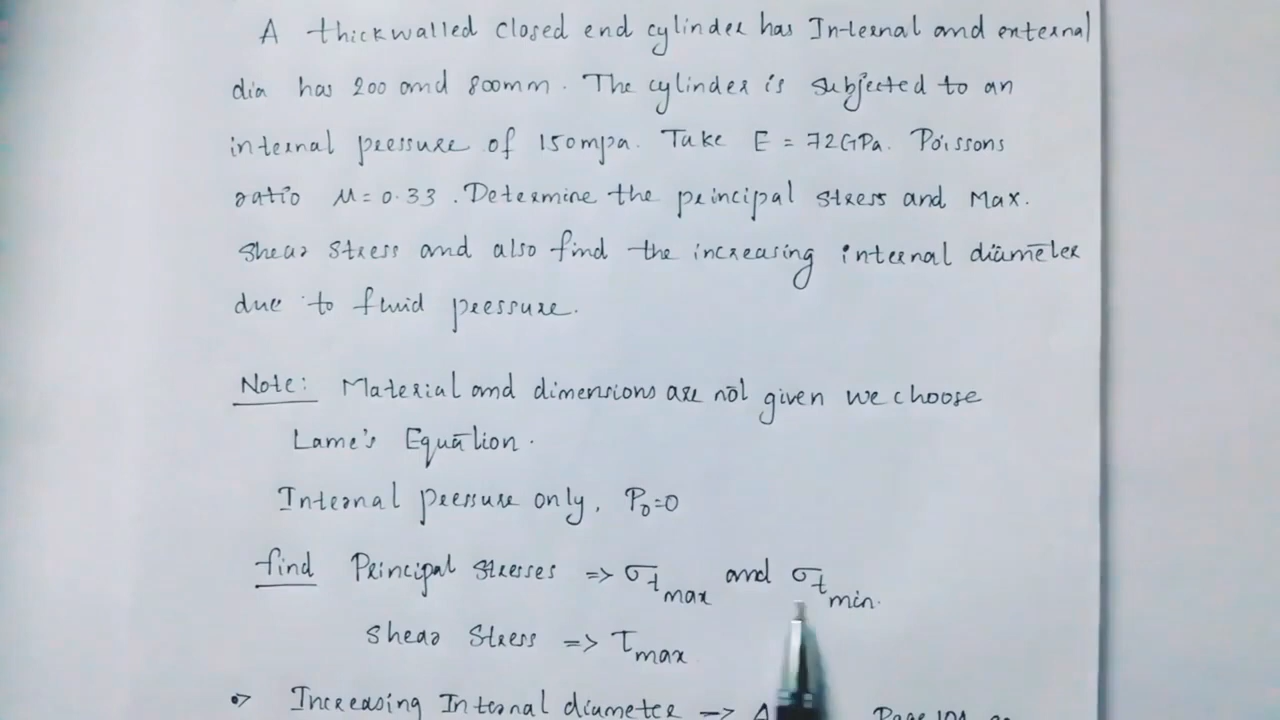 A thickwalled closed end cylinder has Internal and external
dia has 200 and 800mm. The cylinder is subjected to an
internal pressure of 150mpa. Take E = 72GPa. Poissons
ratio μ = 0.33. Determine the principal stress and Max.
Shear Stress and also find the increasing internal diameter
due to fluid pressure.
Note: Material and dimensions are not given we choose
Lame's Equation.
Internal pressure only, P₀=0
find Principal stresses => σt max and σt min.
Shear Stress => τmax
Increasing Internal diameter →